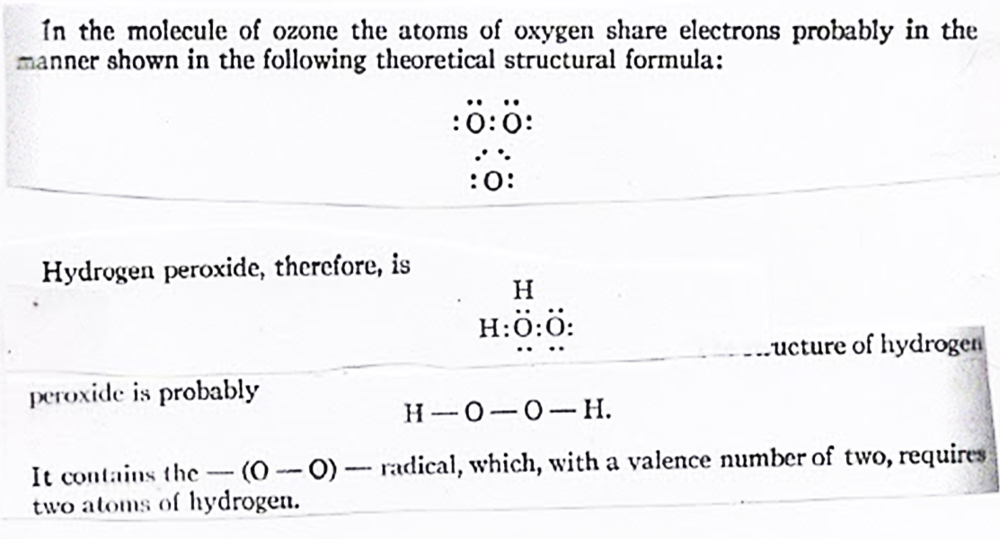 In the molecule of ozone the atoms of oxygen share electrons probably in the
manner shown in the following theoretical structural formula:
:Ö:Ö:
:O:
Hydrogen peroxide, therefore, is
H
H:Ö:Ö:
ucture of hydrogen
peroxide is probably
H — O — O — H.
It contains the — (O — O) — radical, which, with a valence number of two, requires
two atoms of hydrogen.